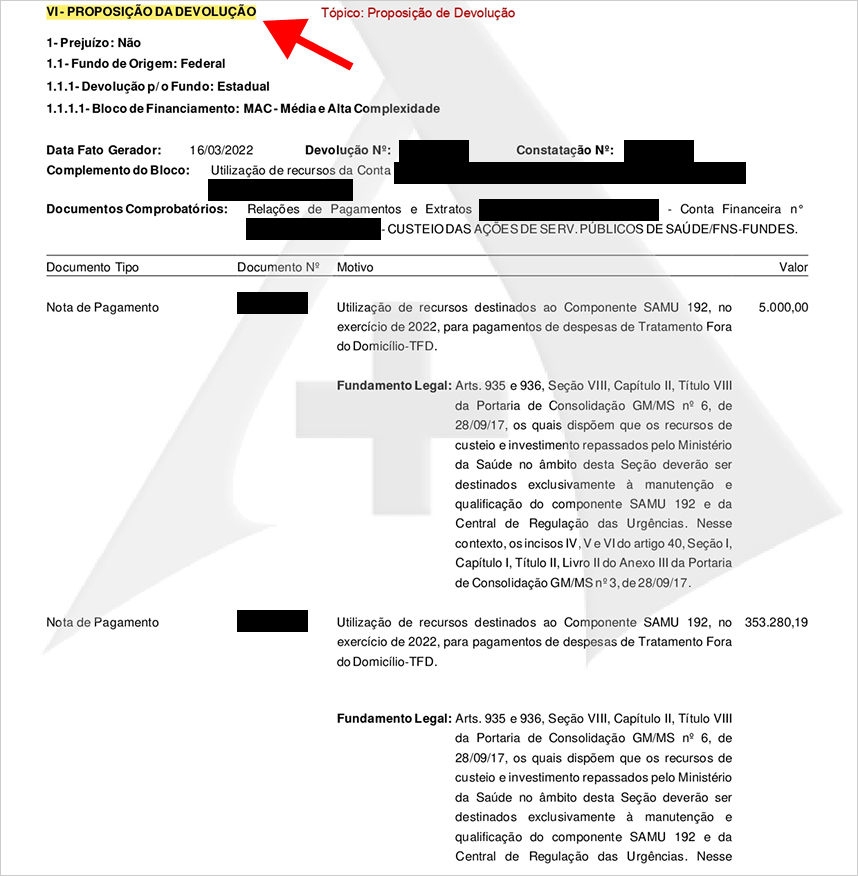 VI - PROPOSIÇÃO DA DEVOLUÇÃO Tópico: Proposição de Devolução
1- Prejuízo: Não
1.1- Fundo de Origem: Federal
1.1.1- Devolução p/ o Fundo: Estadual
1.1.1.1- Bloco de Financiamento: MAC - Média e Alta Complexidade
Data Fato Gerador: 16/03/2022 Devolução Nº: Constatação Nº:
Complemento do Bloco: Utilização de recursos da Conta
Documentos Comprobatórios: Relações de Pagamentos e Extratos - Conta Financeira n°
- CUSTEIO DAS AÇÕES DE SERV. PÚBLICOS DE SAÚDE/FNS-FUNDES.
Documento Tipo Documento Nº Motivo Valor
Nota de Pagamento Utilização de recursos destinados ao Componente SAMU 192, no 5.000,00
exercício de 2022, para pagamentos de despesas de Tratamento Fora
do Domicílio-TFD.
Fundamento Legal: Arts. 935 e 936, Seção VIII, Capítulo II, Título VIII
da Portaria de Consolidação GM/MS nº 6, de
28/09/17, os quais dispõem que os recursos de
custeio e investimento repassados pelo Ministério
da Saúde no âmbito desta Seção deverão ser
destinados exclusivamente à manutenção e
qualificação do componente SAMU 192 e da
Central de Regulação das Urgências. Nesse
contexto, os incisos IV, V e VI do artigo 40, Seção I,
Capítulo I, Título II, Livro II do Anexo III da Portaria
de Consolidação GM/MS nº 3, de 28/09/17.
Nota de Pagamento Utilização de recursos destinados ao Componente SAMU 192, no 353.280,19
exercício de 2022, para pagamentos de despesas de Tratamento Fora
do Domicílio-TFD.
Fundamento Legal: Arts. 935 e 936, Seção VIII, Capítulo II, Título VIII
da Portaria de Consolidação GM/MS nº 6, de
28/09/17, os quais dispõem que os recursos de
custeio e investimento repassados pelo Ministério
da Saúde no âmbito desta Seção deverão ser
destinados exclusivamente à manutenção e
qualificação do componente SAMU 192 e da
Central de Regulação das Urgências. Nesse